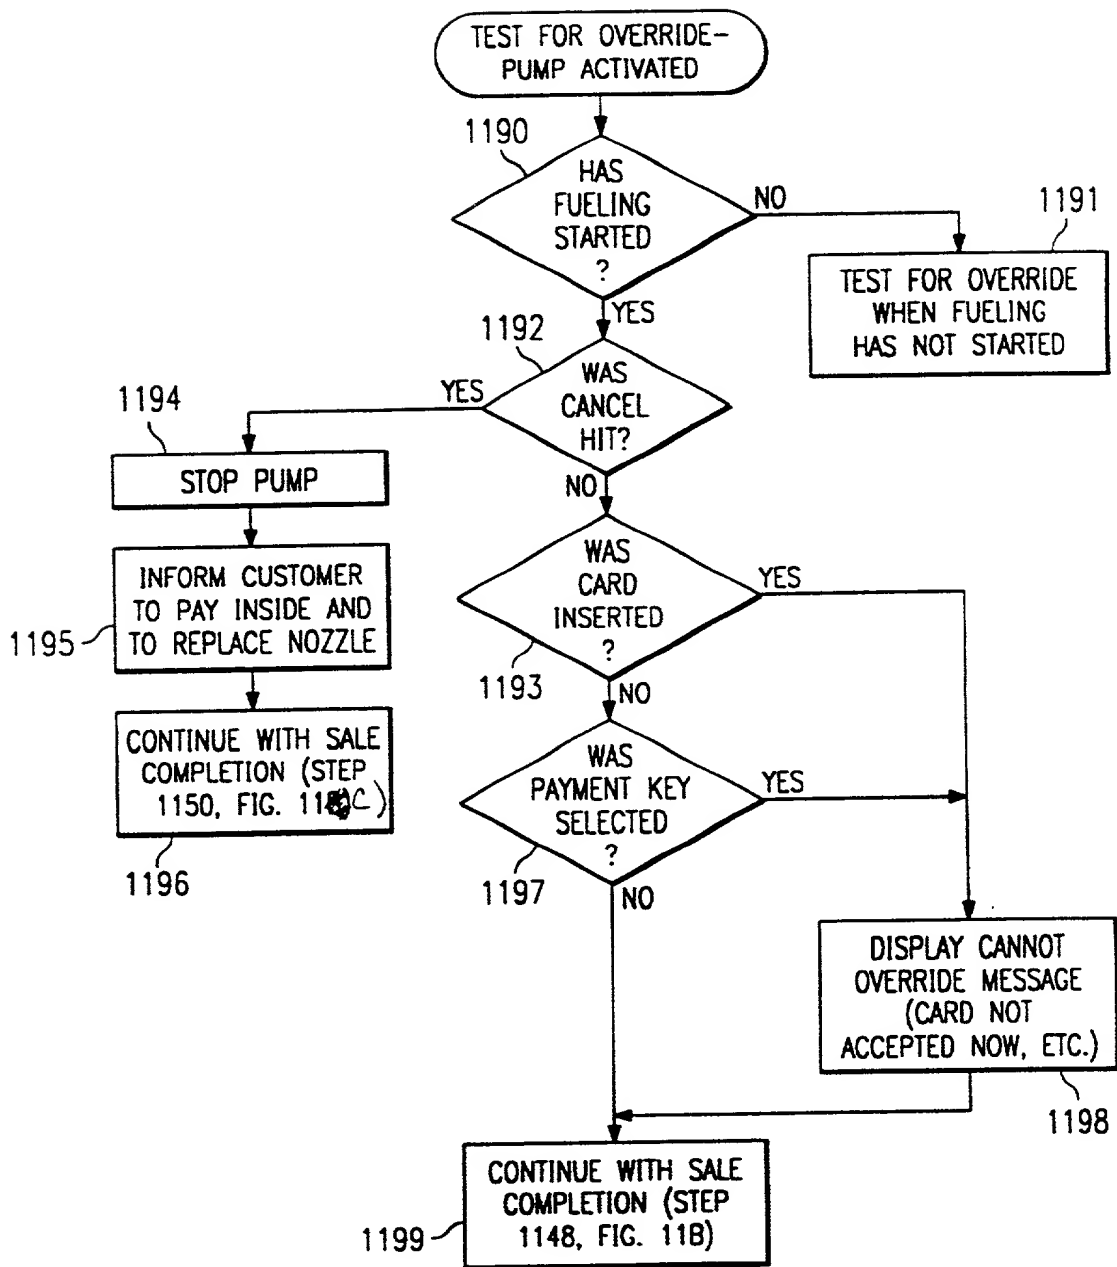 TEST FOR OVERRIDE-
PUMP ACTIVATED
1190
HAS
FUELING
STARTED
?
NO
YES
1191
TEST FOR OVERRIDE
WHEN FUELING
HAS NOT STARTED
1192
WAS
CANCEL
HIT?
YES
NO
1194
STOP PUMP
INFORM CUSTOMER
TO PAY INSIDE AND
TO REPLACE NOZZLE
1195
WAS
CARD
INSERTED
?
YES
1193
NO
CONTINUE WITH SALE
COMPLETION (STEP
1150, FIG. 11C)
1196
WAS
PAYMENT KEY
SELECTED
?
YES
1197
NO
DISPLAY CANNOT
OVERRIDE MESSAGE
(CARD NOT
ACCEPTED NOW, ETC.)
1198
CONTINUE WITH SALE
COMPLETION (STEP
1148, FIG. 11B)
1199